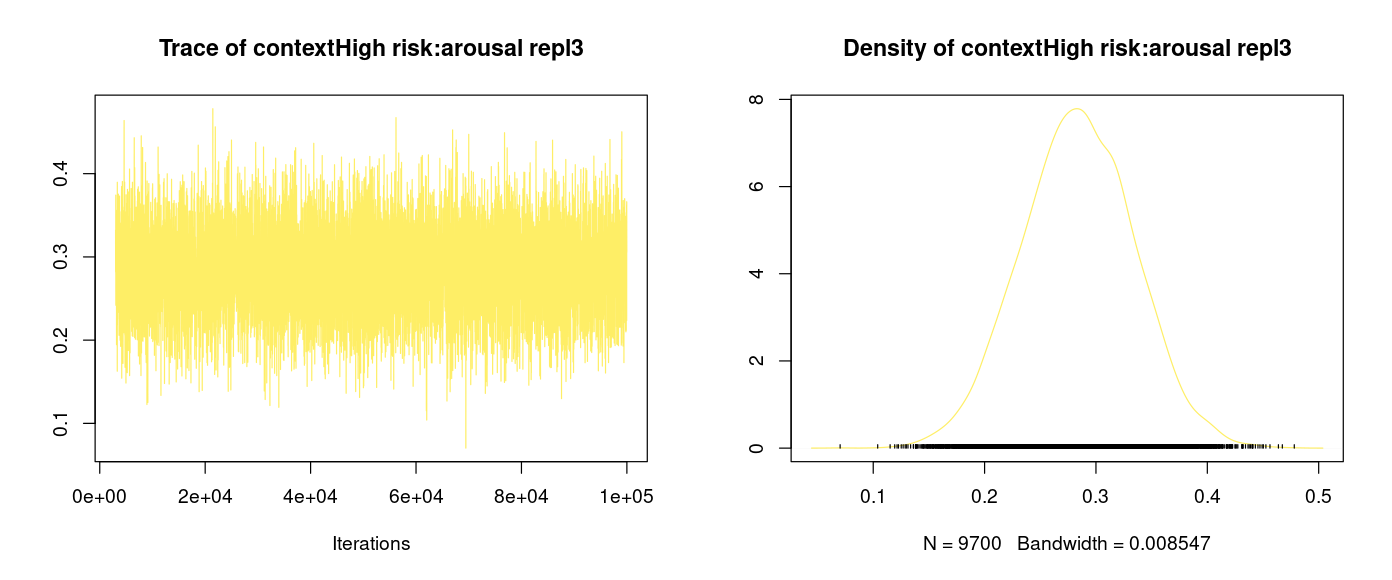 Trace of contextHigh risk:arousal repl3
0.4
0.3
0.2
0.1
0e+00 2e+04 4e+04 6e+04 8e+04 1e+05
Iterations
Density of contextHigh risk:arousal repl3
8
6
4
2
0
0.1 0.2 0.3 0.4 0.5
N = 9700 Bandwidth = 0.008547